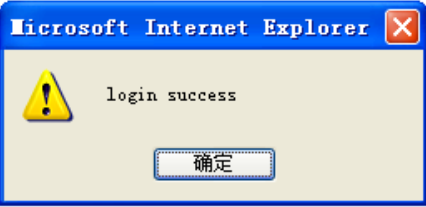 Microsoft Internet Explorer
login success
确定